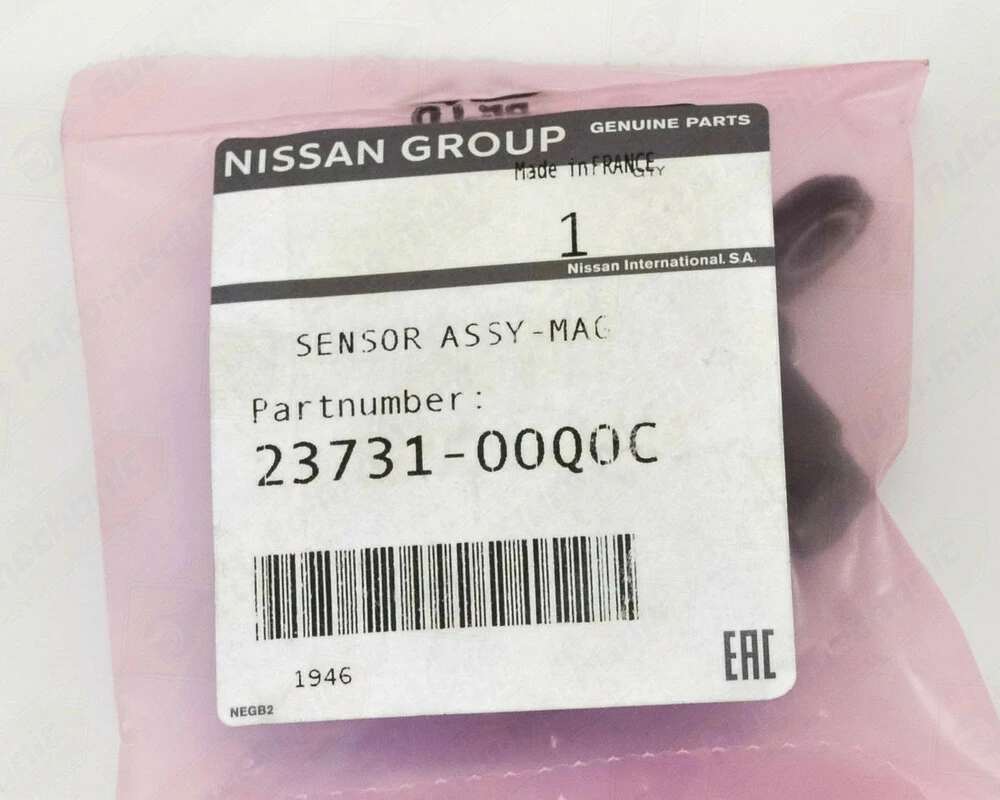 NISSAN GROUP GENUINE PARTS
Made in FRANCE
QTY
1
Nissan International. S.A.
SENSOR ASSY-MAG
Partnumber:
23731-00Q0C
1946
EAC
NEGB2